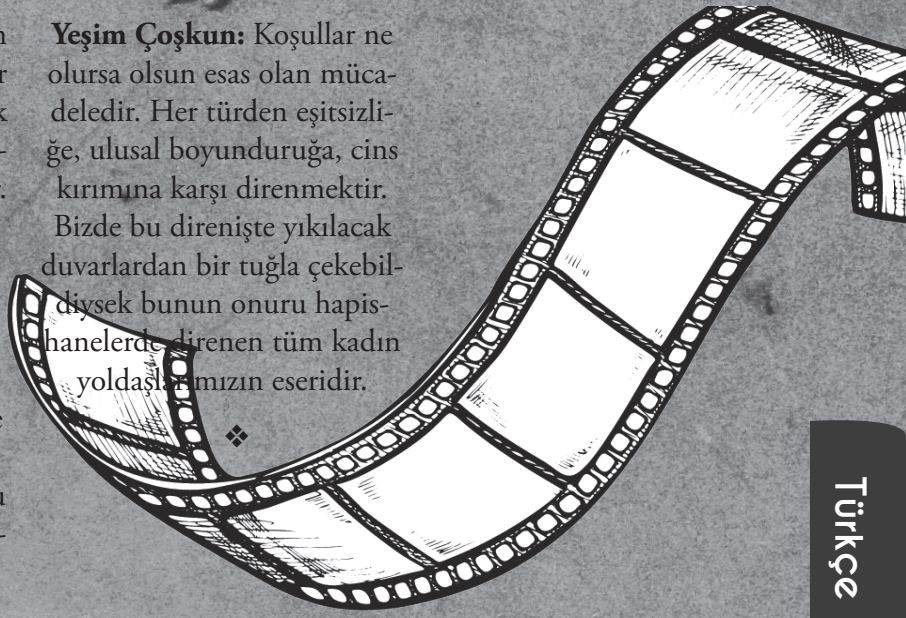 Yeşim Çoşkun: Koşullar ne
olursa olsun esas olan müca-
deledir. Her türden eşitsizli-
ğe, ulusal boyunduruğa, cins
kırımına karşı direnmektir.
Bizde bu direnişte yıkılacak
duvarlardan bir tuğla çekebil-
diysek bunun onuru hapis-
hanelerde direnen tüm kadın
yoldaşlarımızın eseridir.
❖
Türkçe